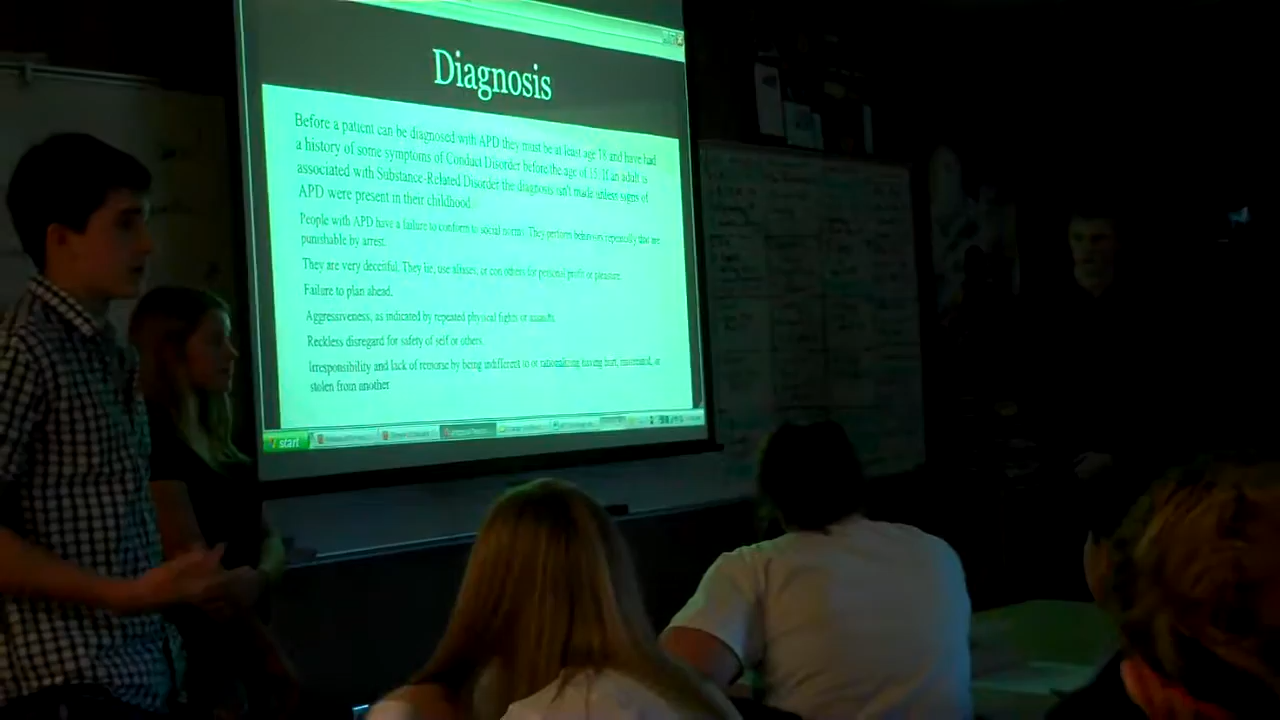 Diagnosis
Before a patient can be diagnosed with APD they must be at least age 18 and have had
a history of some symptoms of Conduct Disorder before the age of 15. If an adult is
associated with Substance-Related Disorder the diagnosis isn't made unless signs of
APD were present in their childhood
People with APD have a failure to conform to social norms. They perform behaviors repeatedly that are
punishable by arrest.
They are very deceitful. They lie, use aliases, or con others for personal profit or pleasure.
Failure to plan ahead.
Aggressiveness, as indicated by repeated physical fights or assaults.
Reckless disregard for safety of self or others.
Irresponsibility and lack of remorse by being indifferent to or rationalizing having hurt, mistreated, or
stolen from another
start